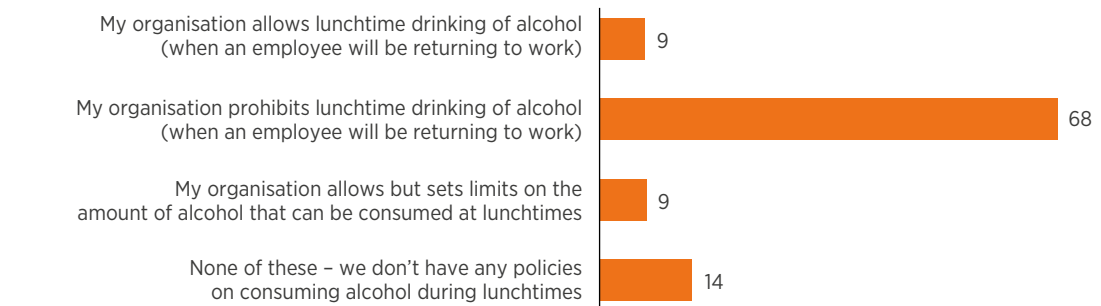 My organisation allows lunchtime drinking of alcohol
(when an employee will be returning to work)
9
My organisation prohibits lunchtime drinking of alcohol
(when an employee will be returning to work)
68
My organisation allows but sets limits on the
amount of alcohol that can be consumed at lunchtimes
9
None of these – we don’t have any policies
on consuming alcohol during lunchtimes
14